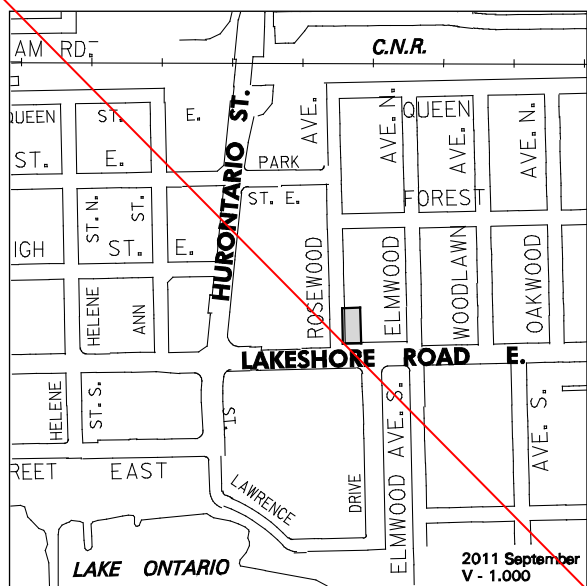 AM RD.
C.N.R.
QUEEN ST. E.
ST. E.
HURONTARIO ST.
PARK
ST. E.
AVE.
AVE. N.
QUEEN
AVE.
AVE. N.
FOREST
ST. N.
ST.
IGH ST. E.
ROSEWOOD
ELMWOOD
WOODLAWN
OAKWOOD
HELENE
ANN
LAKESHORE ROAD E.
HELENE
ST. S.
ST.
ELMWOOD AVE. S.
AVE. S.
REET EAST
LAWRENCE
DRIVE
LAKE ONTARIO
2011 September
V - 1.000